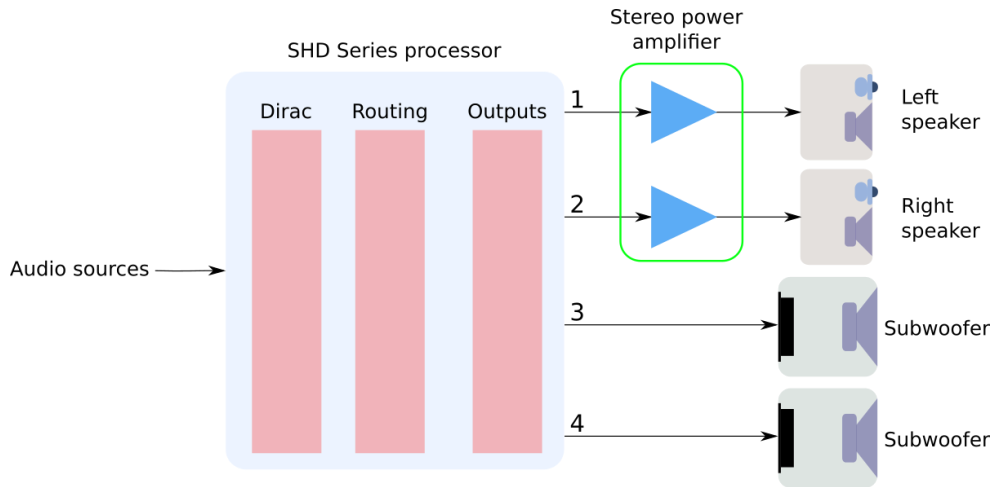 Stereo power
amplifier
SHD Series processor
Dirac
Routing
Outputs
1
Left
speaker
2
Right
speaker
Audio sources
3
Subwoofer
4
Subwoofer